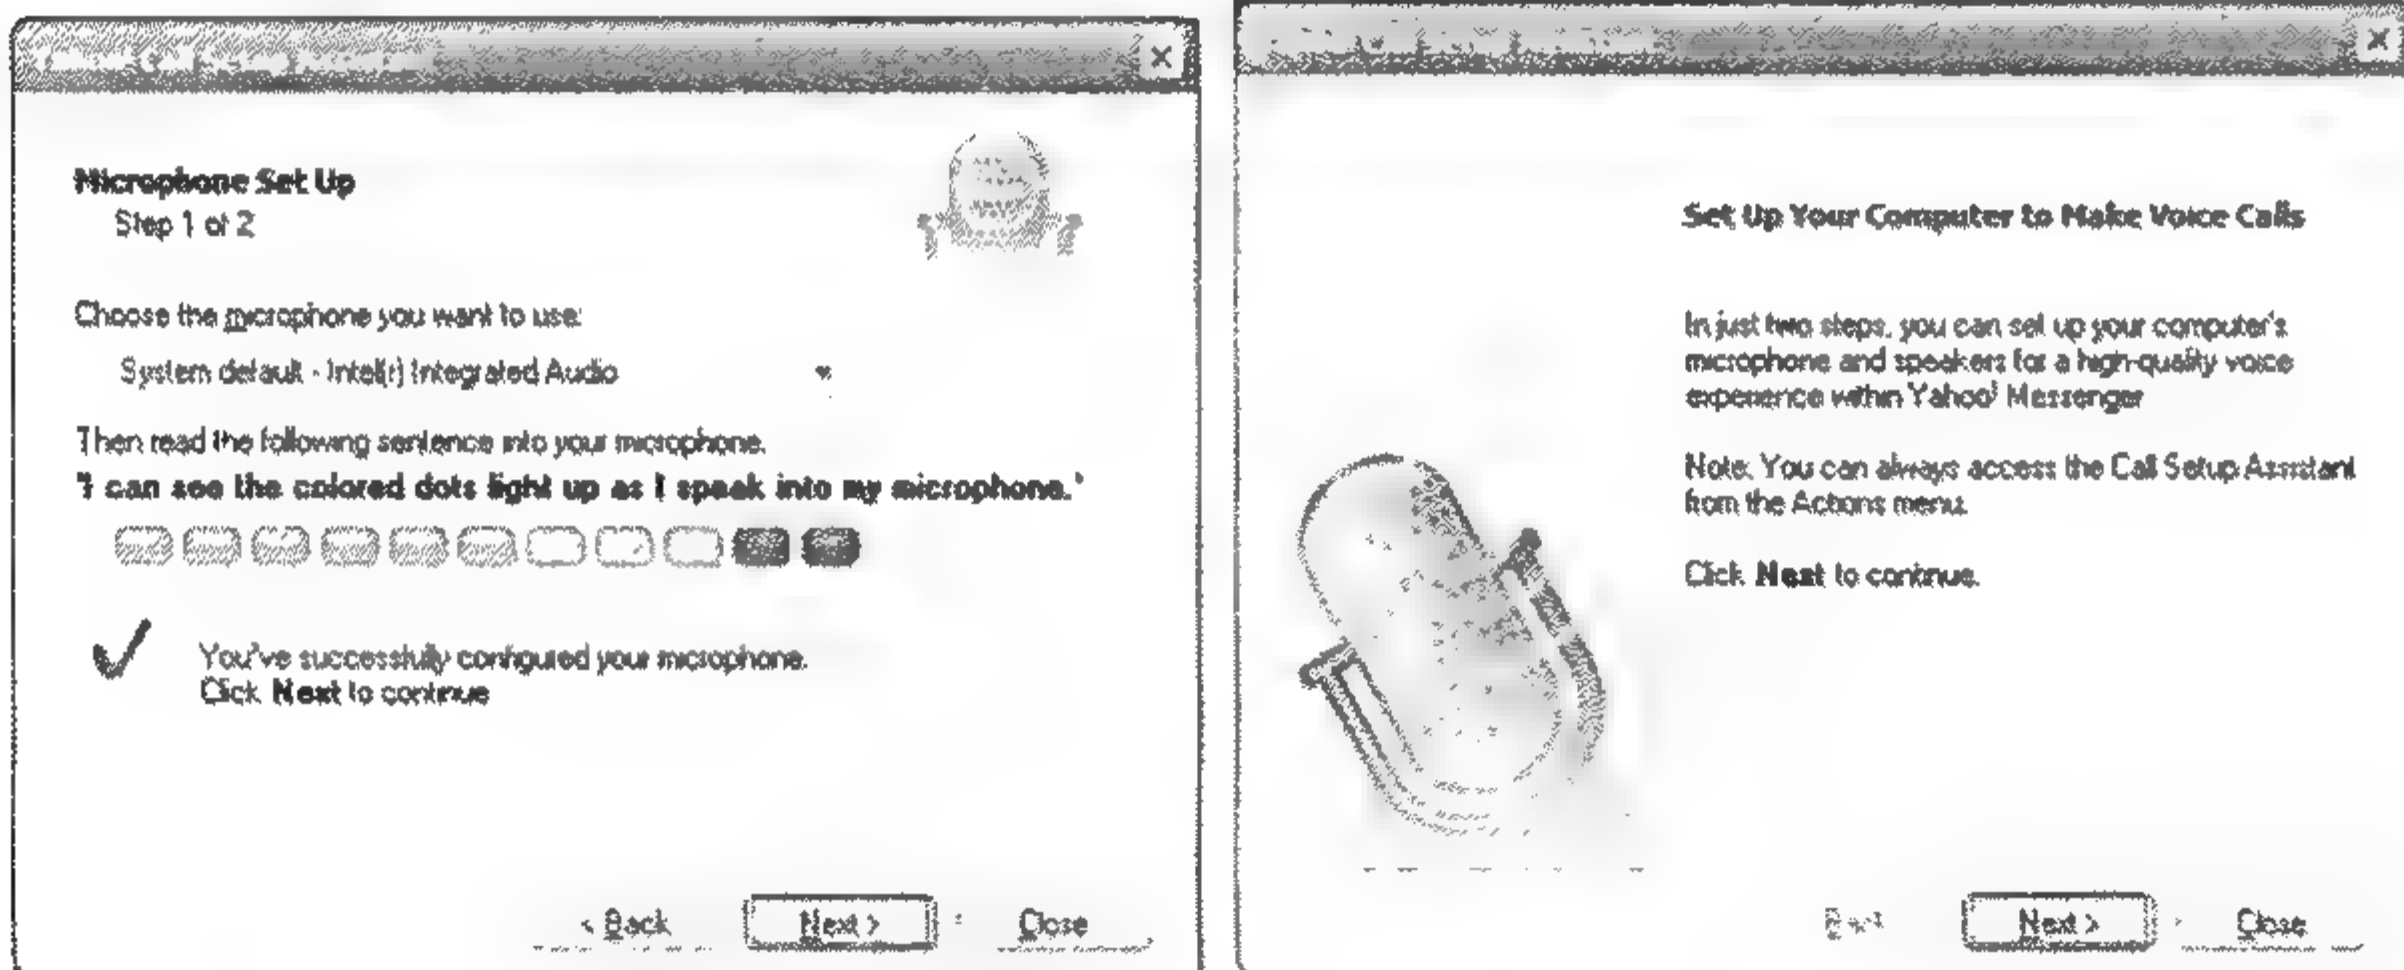 Microphone Set Up
Step 1 of 2
Choose the microphone you want to use:
System default - Intel(r) Integrated Audio
Then read the following sentence into your microphone.
"I can see the colored dots light up as I speak into my microphone."
You've successfully configured your microphone.
Click Next to continue
< Back
Next >
Close
Set Up Your Computer to Make Voice Calls
In just two steps, you can set up your computer's
microphone and speakers for a high-quality voice
experience within Yahoo! Messenger
Note: You can always access the Call Setup Assistant
from the Actions menu.
Click Next to continue.
Back
Next >
Close